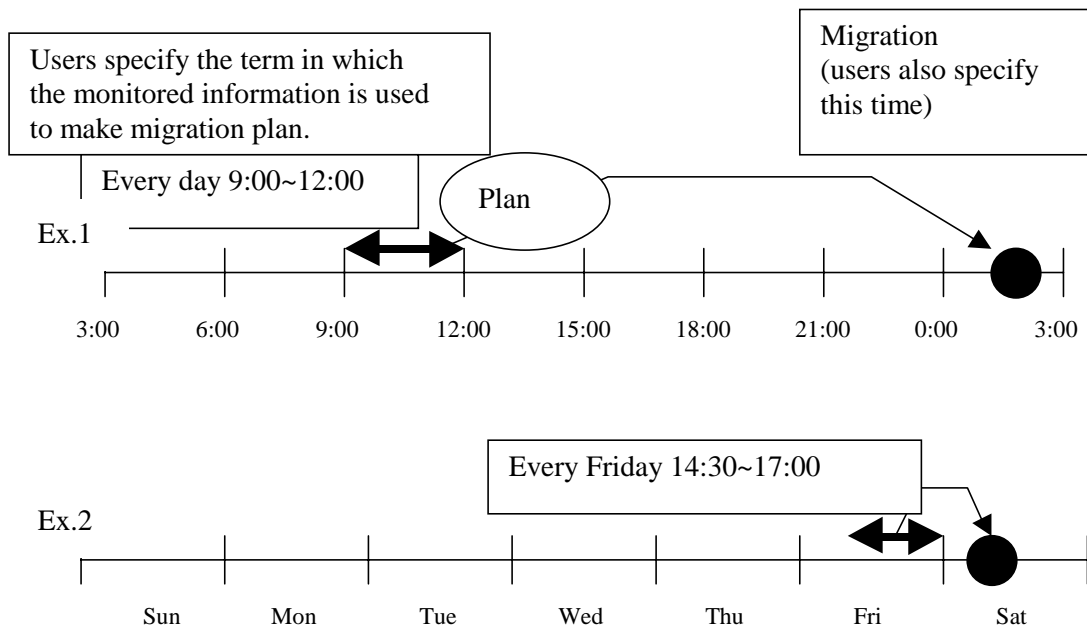 Users specify the term in which
the monitored information is used
to make migration plan.
Migration
(users also specify
this time)
Every day 9:00~12:00
Plan
Ex.1
3:00 6:00 9:00 12:00 15:00 18:00 21:00 0:00 3:00
Every Friday 14:30~17:00
Ex.2
Sun Mon Tue Wed Thu Fri Sat